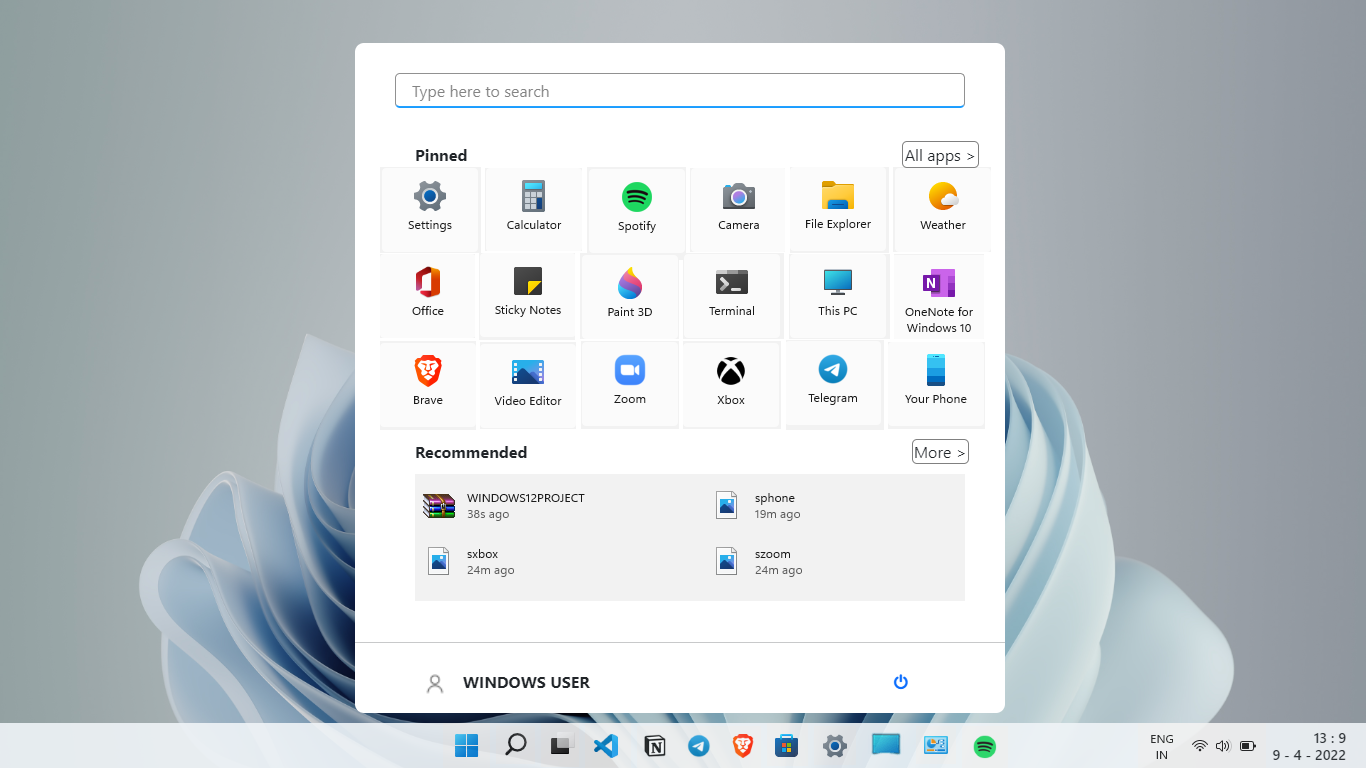 Type here to search
Pinned
All apps >
Settings
Calculator
Spotify
Camera
File Explorer
Weather
Office
Sticky Notes
Paint 3D
Terminal
This PC
N
OneNote for
Windows 10
Brave
Video Editor
Zoom
Xbox
Telegram
Your Phone
Recommended
More >
WINDOWS12PROJECT
38s ago
sphone
19m ago
sxbox
24m ago
szoom
24m ago
WINDOWS USER
N
ENG
IN
13 : 9
9 - 4 - 2022